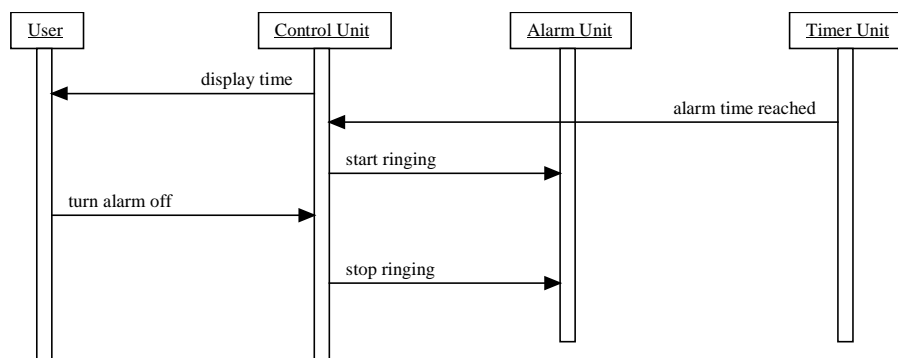 User
Control Unit
Alarm Unit
Timer Unit
display time
alarm time reached
start ringing
turn alarm off
stop ringing